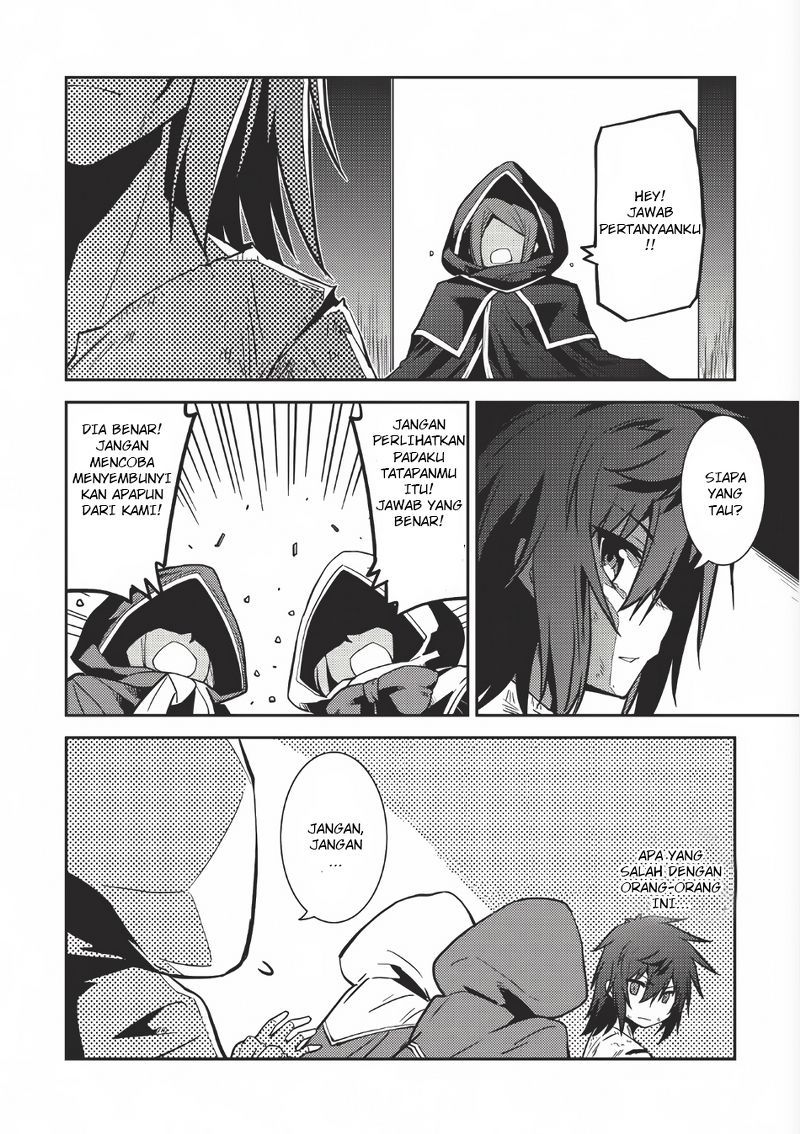 HEY!
JAWAB
PERTANYAANKU
!!
SIAPA
YANG
TAU?
JANGAN
PERLIHATKAN
PADAKU
TATAPANMU
ITU!
JAWAB YANG
BENAR!
DIA BENAR!
JANGAN
MENCOBA
MENYEMBUNYI
KAN APAPUN
DARI KAMI!
JANGAN,
JANGAN
...
APA YANG
SALAH DENGAN
ORANG-ORANG
INI...